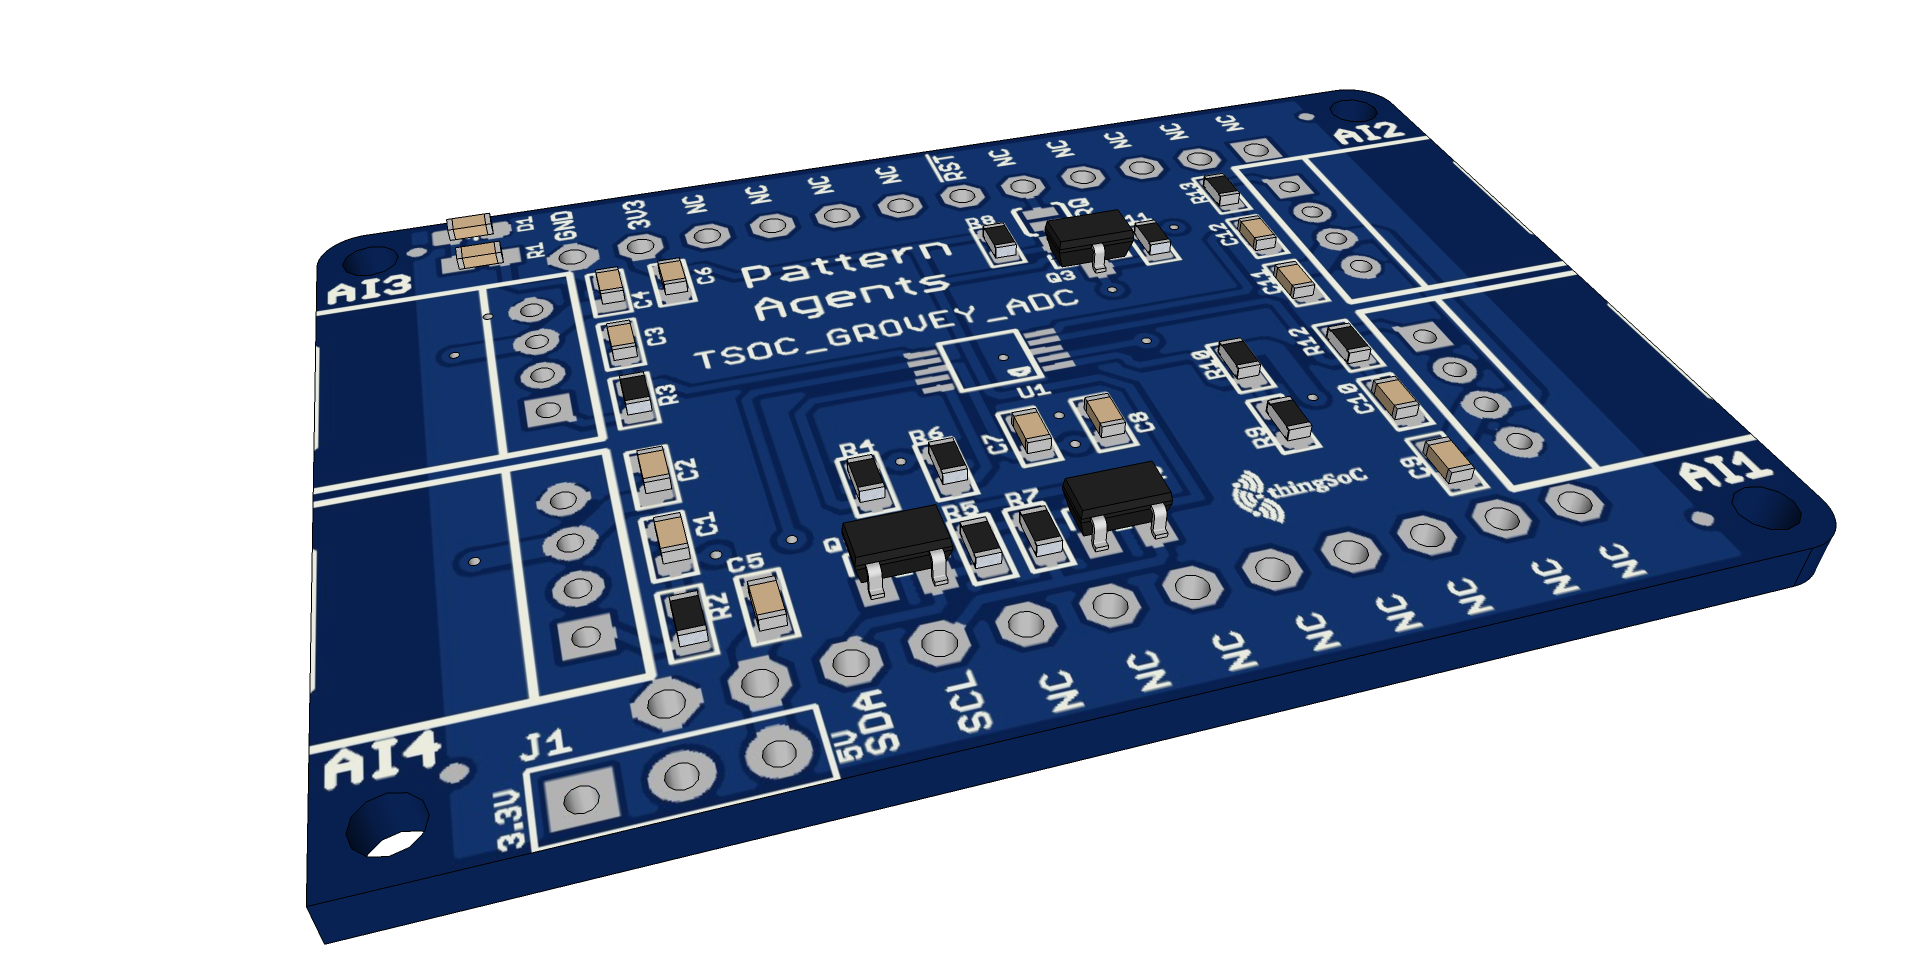 NC
NC
NC
NC
NC
RST
NC
NC
NC
NC
3V3
GND
D1
R1
AI2
AI3
R13
R8
Q3
C12
C11
C6
C4
C3
R3
Pattern
Agents
TSOC_GROVEY_ADC
U1
R12
R10
C10
R9
C9
C7
C8
R4
R6
C2
C1
R5
R7
C5
R2
thingSoC
AI1
AI4
J1
3.3V
5V
SDA
SCL
NC
NC
NC
NC
NC
NC
NC
NC